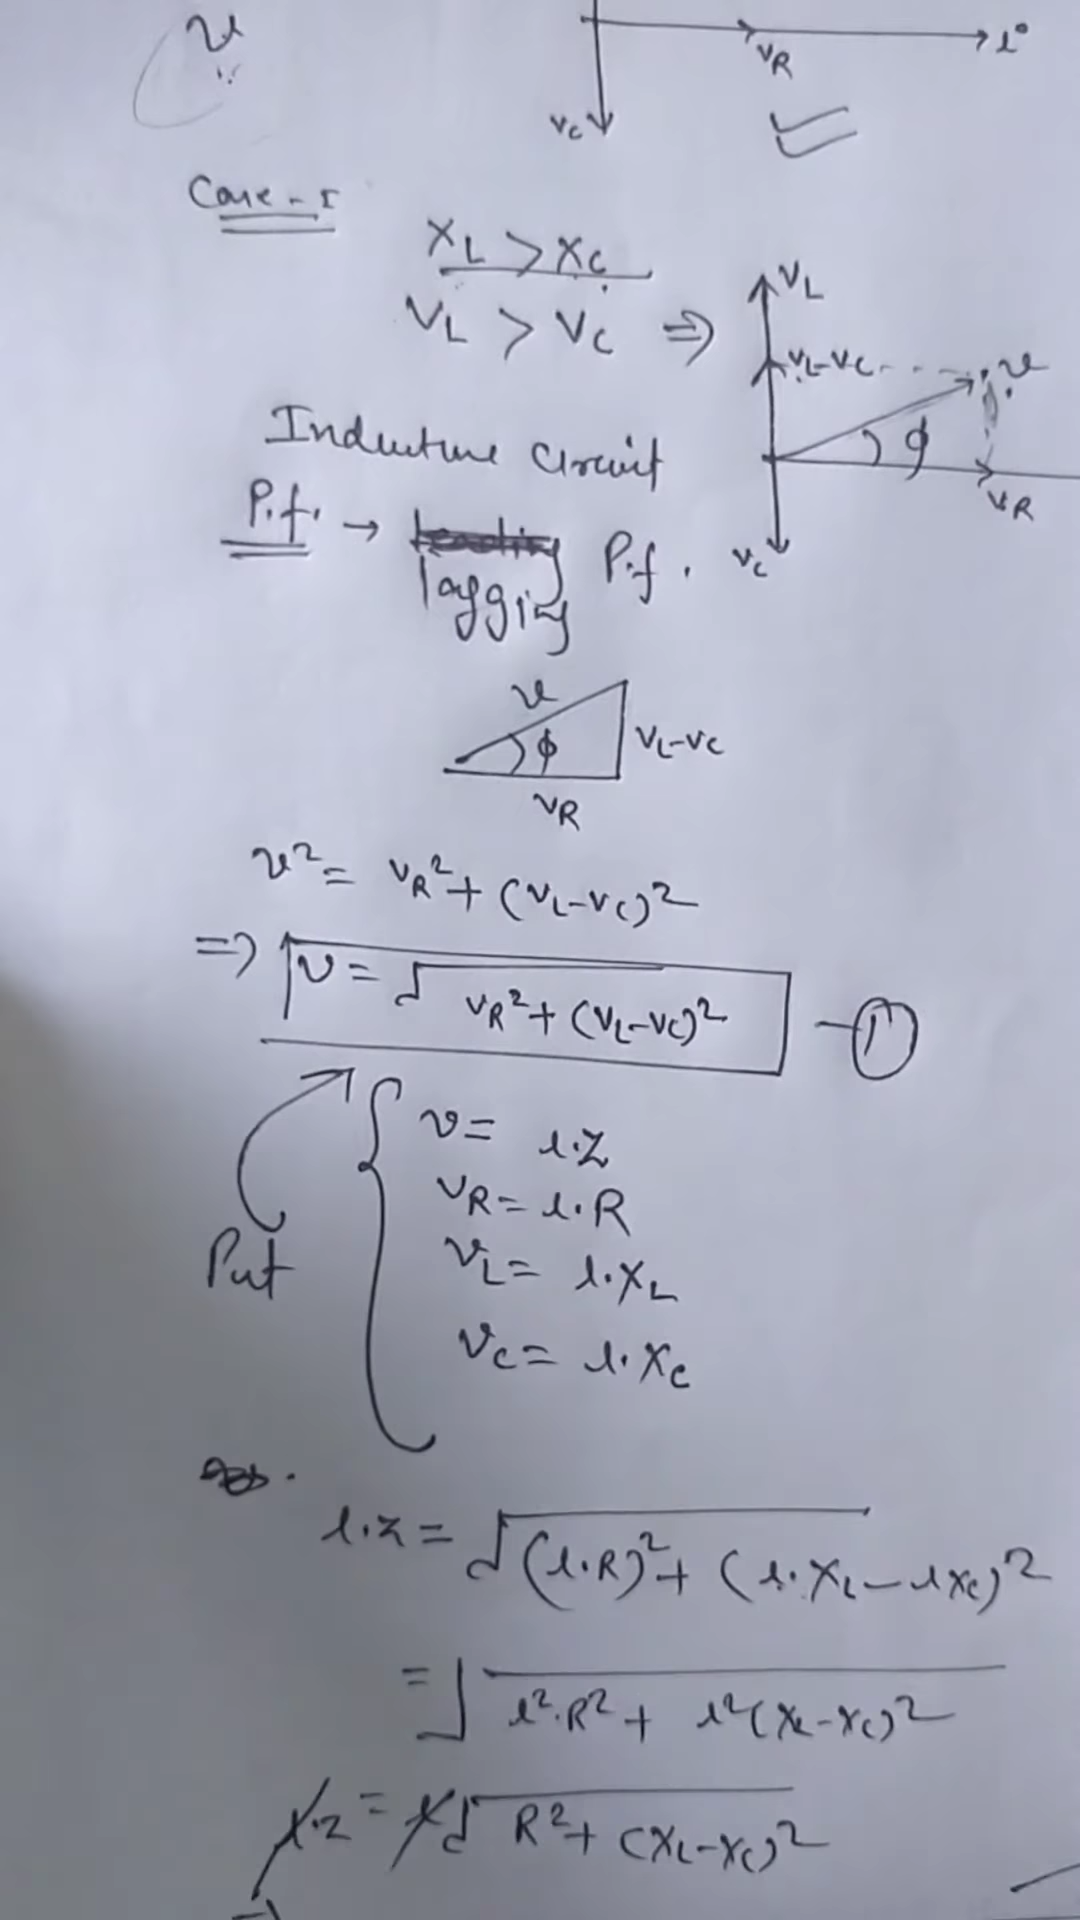 v
i
VR
VC
Case - I
XL > XC
VL > VC ⇒
VL
VL-VC
v
ϕ
VR
VC
Inductive circuit
P.f. → lagging P.f.
v
ϕ
VL-VC
VR
v² = VR² + (VL-VC)²
⇒ v = √VR² + (VL-VC)² - ①
Put
v = i.Z
VR = i.R
VL = i.XL
VC = i.XC
i.Z = √(i.R)² + (i.XL - iXC)²
= √i².R² + i²(XL-XC)²
i.Z = i√R² + (XL-XC)²